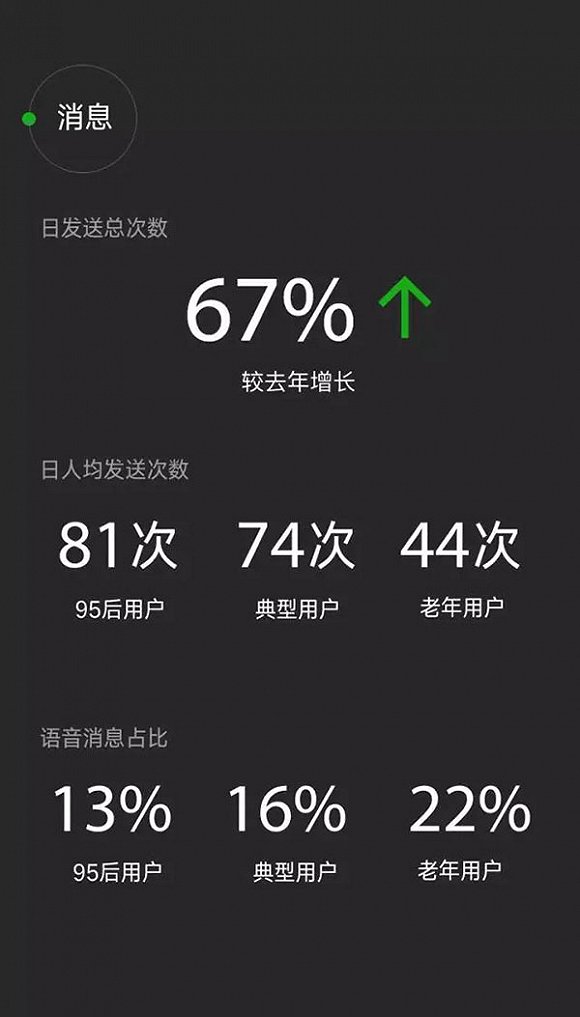 消息
日发送总次数
67%
较去年增长
日人均发送次数
81次 74次 44次
95后用户 典型用户 老年用户
语音消息占比
13% 16% 22%
95后用户 典型用户 老年用户